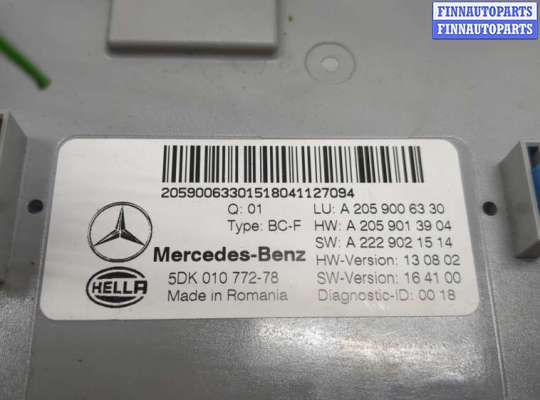 FINNAUTOPARTS
FINNAUTOPARTS
20590063301518041127094
Q: 01 LU: A 205 900 63 30
Type: BC-F HW: A 205 901 39 04
SW: A 222 902 15 14
Mercedes-Benz HW-Version: 13 08 02
HELLA 5DK 010 772-78 SW-Version: 16 41 00
Made in Romania Diagnostic-ID: 00 18